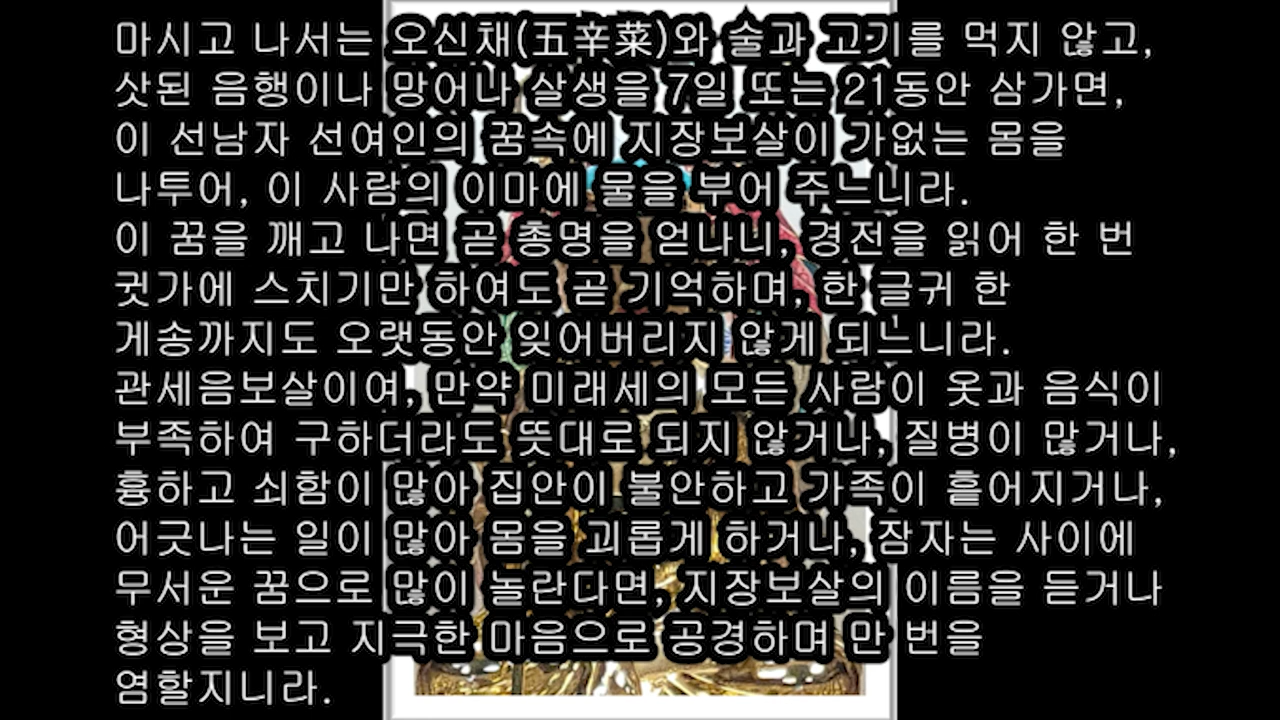 마시고 나서는 오신채(五辛菜)와 술과 고기를 먹지 않고,
삿된 음행이나 망어나 살생을 7일 또는 21동안 삼가면,
이 선남자 선여인의 꿈속에 지장보살이 가없는 몸을
나투어, 이 사람의 이마에 물을 부어 주느니라.
이 꿈을 깨고 나면 곧 총명을 얻나니, 경전을 읽어 한 번
귓가에 스치기만 하여도 곧 기억하며, 한 글귀 한
게송까지도 오랫동안 잊어버리지 않게 되느니라.
관세음보살이여, 만약 미래세의 모든 사람이 옷과 음식이
부족하여 구하더라도 뜻대로 되지 않거나, 질병이 많거나,
흉하고 쇠함이 많아 집안이 불안하고 가족이 흩어지거나,
어긋나는 일이 많아 몸을 괴롭게 하거나, 잠자는 사이에
무서운 꿈으로 많이 놀란다면, 지장보살의 이름을 듣거나
형상을 보고 지극한 마음으로 공경하며 만 번을
염할지니라.